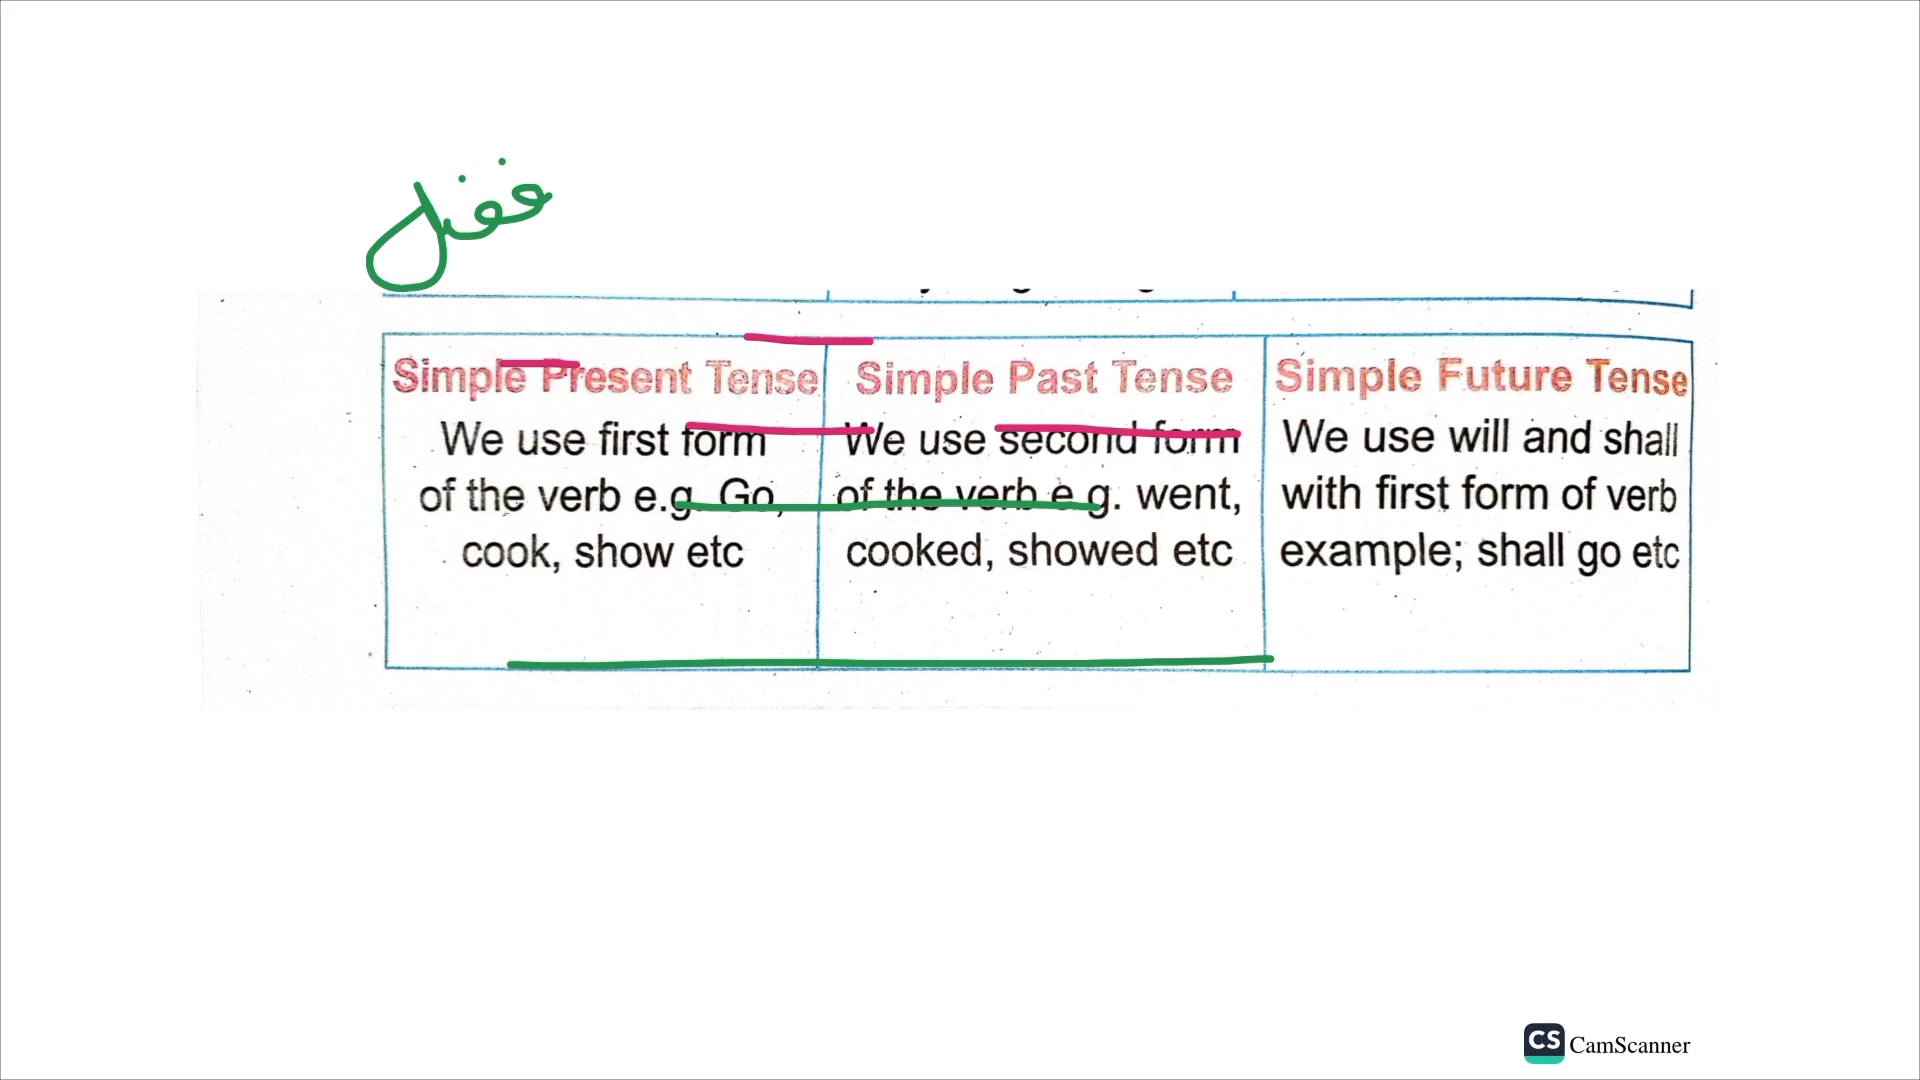 Simple Present Tense
We use first form
of the verb e.g. Go,
cook, show etc
Simple Past Tense
We use second form
of the verb e.g. went,
cooked, showed etc
Simple Future Tense
We use will and shall
with first form of verb
example; shall go etc
CS CamScanner